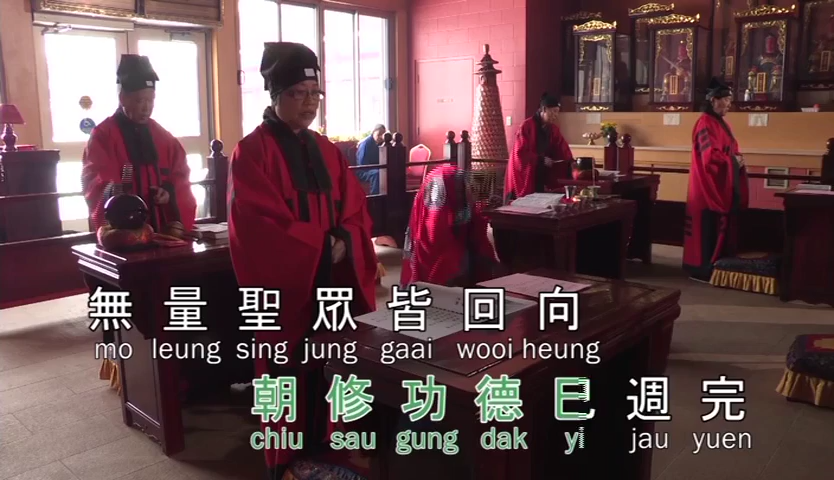 無量聖眾皆回向
mo leung sing jung gaai wooi heung
朝修功德已週完
chiu sau gung dak yi jau yuen